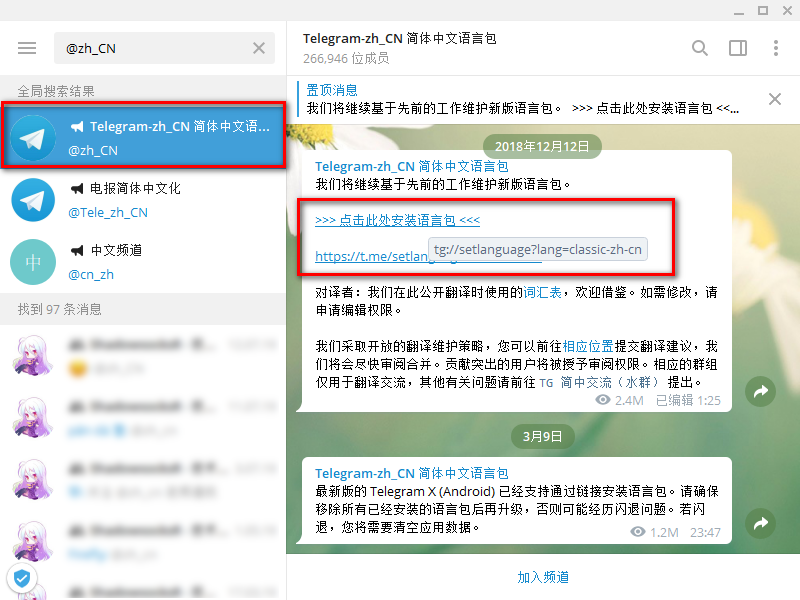 @zh_CN
全局搜索结果
Telegram-zh_CN 简体中文语...
@zh_CN
电报简体中文化
@Tele_zh_CN
中
中文频道
@cn_zh
找到 97 条消息
Telegram-zh_CN 简体中文语言包
266,946 位成员
置顶消息
我们将继续基于先前的工作维护新版语言包。 >>> 点击此处安装语言包 <<...
2018年12月12日
Telegram-zh_CN 简体中文语言包
我们将继续基于先前的工作维护新版语言包。
>>> 点击此处安装语言包 <<<
tg://setlanguage?lang=classic-zh-cn
https://t.me/setlang
对译者：我们在此公开翻译时使用的词汇表，欢迎借鉴。如需修改，请
申请编辑权限。
我们采取开放的翻译维护策略，您可以前往相应位置提交翻译建议，我
们将会尽快审阅合并。贡献突出的用户将被授予审阅权限。相应的群组
仅用于翻译交流，其他有关问题请前往 TG 简中交流（水群） 提出。
2.4M 已编辑 1:25
3月9日
Telegram-zh_CN 简体中文语言包
最新版的 Telegram X (Android) 已经支持通过链接安装语言包。请确保
移除所有已经安装的语言包后再升级，否则可能经历闪退问题。若闪
退，您将需要清空应用数据。
1.2M 23:47
加入频道